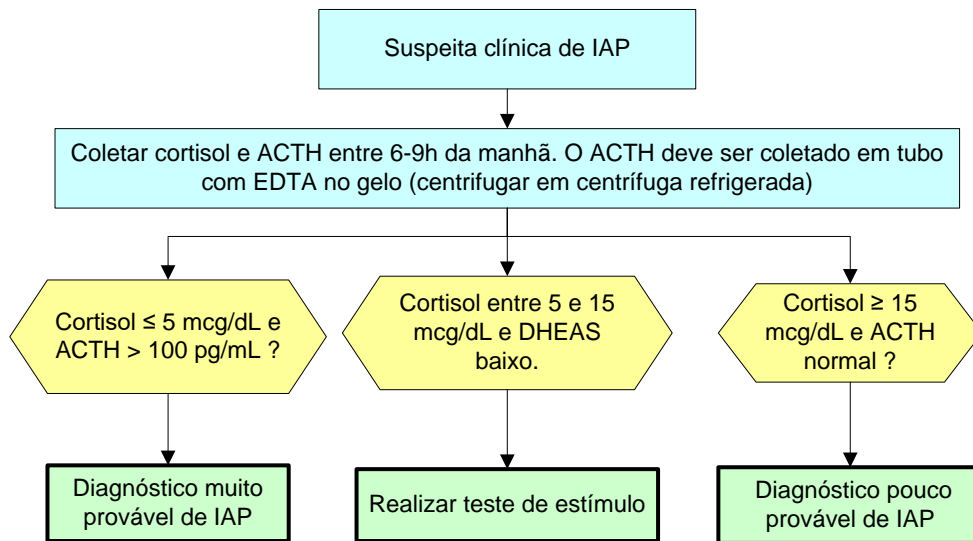 Suspeita clínica de IAP
Coletar cortisol e ACTH entre 6-9h da manhã. O ACTH deve ser coletado em tubo
com EDTA no gelo (centrifugar em centrífuga refrigerada)
Cortisol ≤ 5 mcg/dL e
ACTH > 100 pg/mL ?
Cortisol entre 5 e 15
mcg/dL e DHEAS
baixo.
Cortisol ≥ 15
mcg/dL e ACTH
normal ?
Diagnóstico muito
provável de IAP
Realizar teste de estímulo
Diagnóstico pouco
provável de IAP